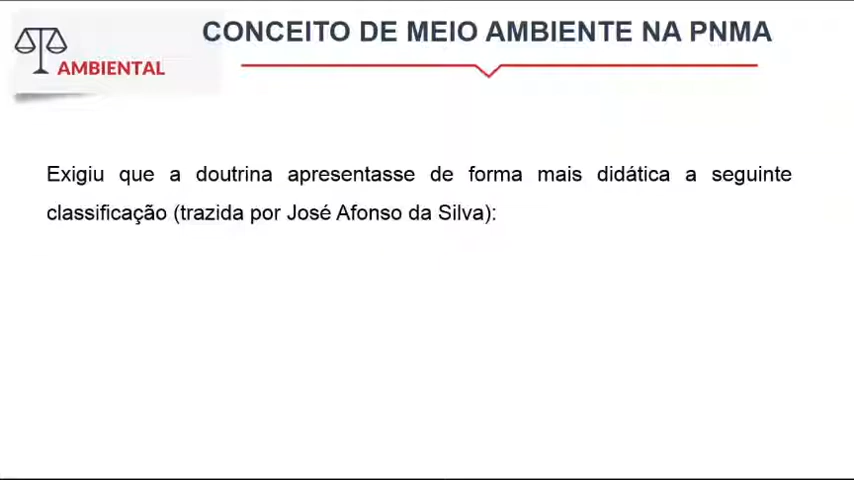 CONCEITO DE MEIO AMBIENTE NA PNMA
AMBIENTAL
Exigiu que a doutrina apresentasse de forma mais didática a seguinte
classificação (trazida por José Afonso da Silva):